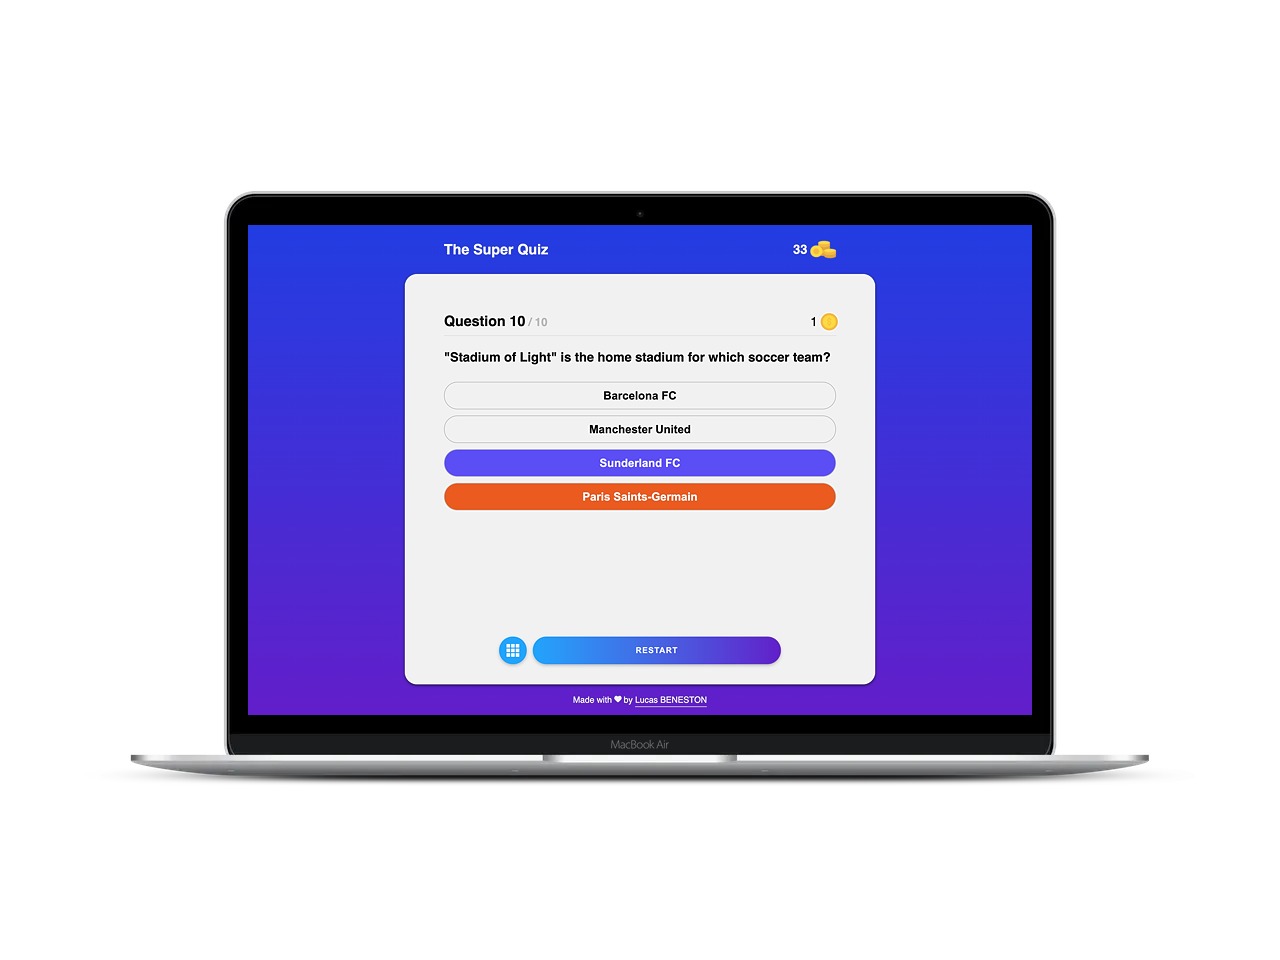 The Super Quiz
33
Question 10 / 10
1
"Stadium of Light" is the home stadium for which soccer team?
Barcelona FC
Manchester United
Sunderland FC
Paris Saints-Germain
RESTART
Made with ❤ by Lucas BENESTON
MacBook Air